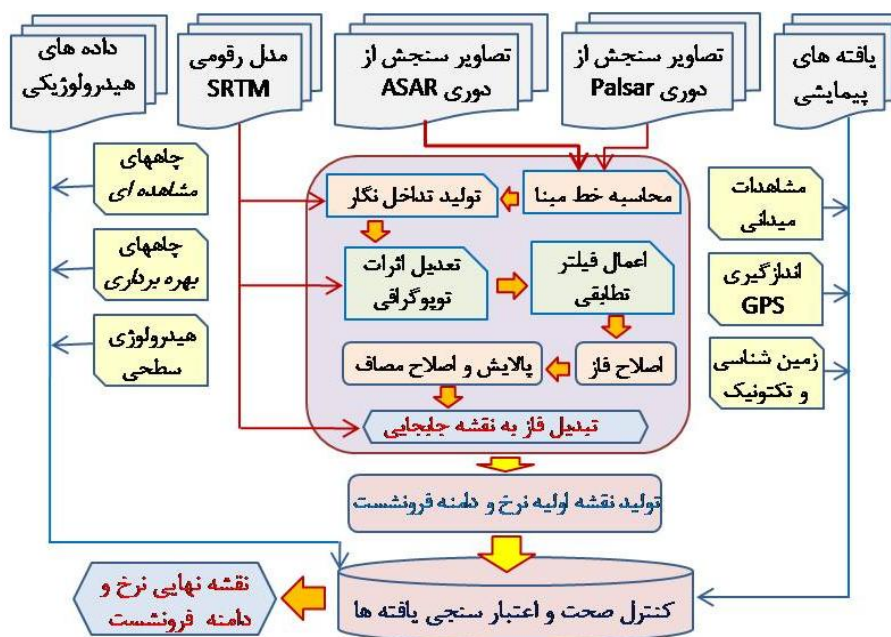 یافته های
پیمایشی
تصاویر سنجش از
دوری Palsar
تصاویر سنجش از
دوری ASAR
مدل رقومی
SRTM
داده های
هیدرولوژیکی
چاههای
مشاهده ای
چاههای
بهره برداری
هیدرولوژی
سطحی
مشاهدات
میدانی
اندازگیری
GPS
زمین شناسی
و تکتونیک
محاسبه خط مبنا
تولید تداخل نگار
تعدیل اثرات
توپوگرافی
اعمال فیلتر
تطابقی
اصلاح فاز
پالایش و اصلاح مصاف
تبدیل فاز به نقشه جابجایی
تولید نقشه اولیه نرخ و دامنه فرونشست
کنترل صحت و اعتبار سنجی یافته ها
نقشه نهایی نرخ و
دامنه فرونشست